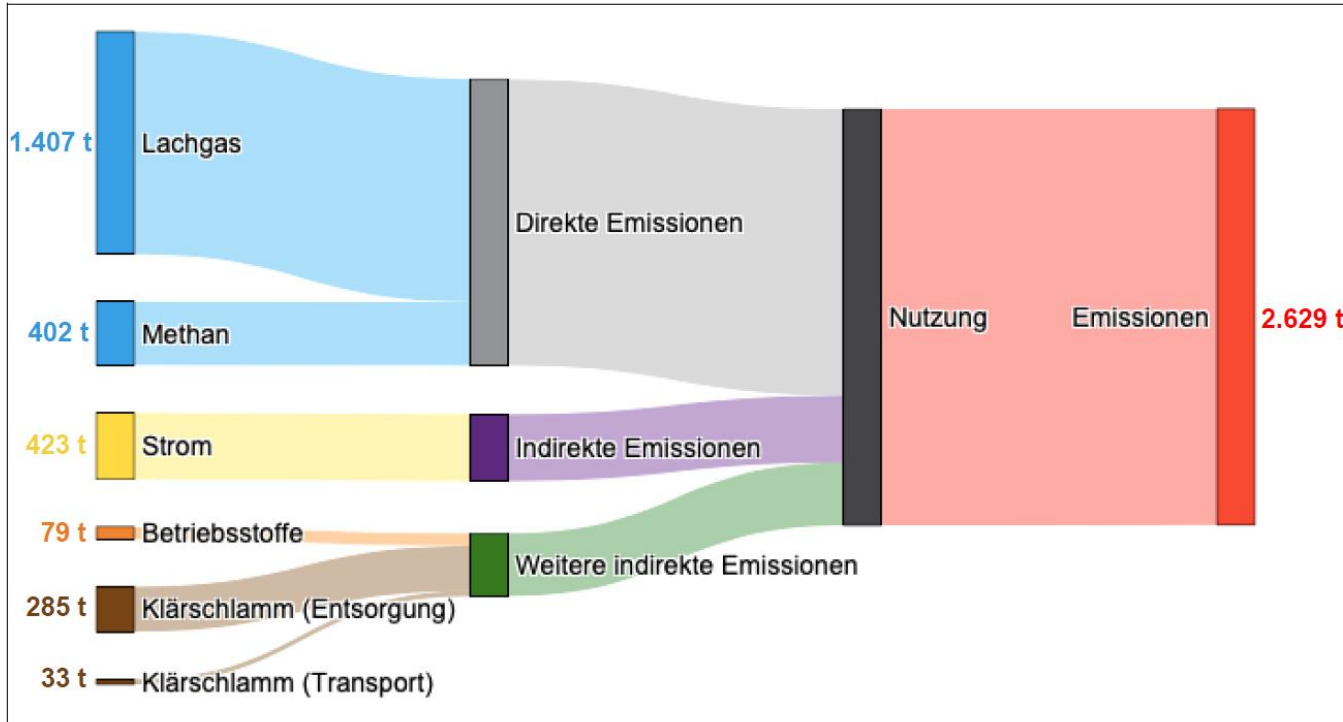 1.407 t
Lachgas
402 t
Methan
423 t
Strom
79 t
Betriebsstoffe
285 t
Klärschlamm (Entsorgung)
33 t
Klärschlamm (Transport)
Direkte Emissionen
Indirekte Emissionen
Weitere indirekte Emissionen
Nutzung
Emissionen
2.629 t